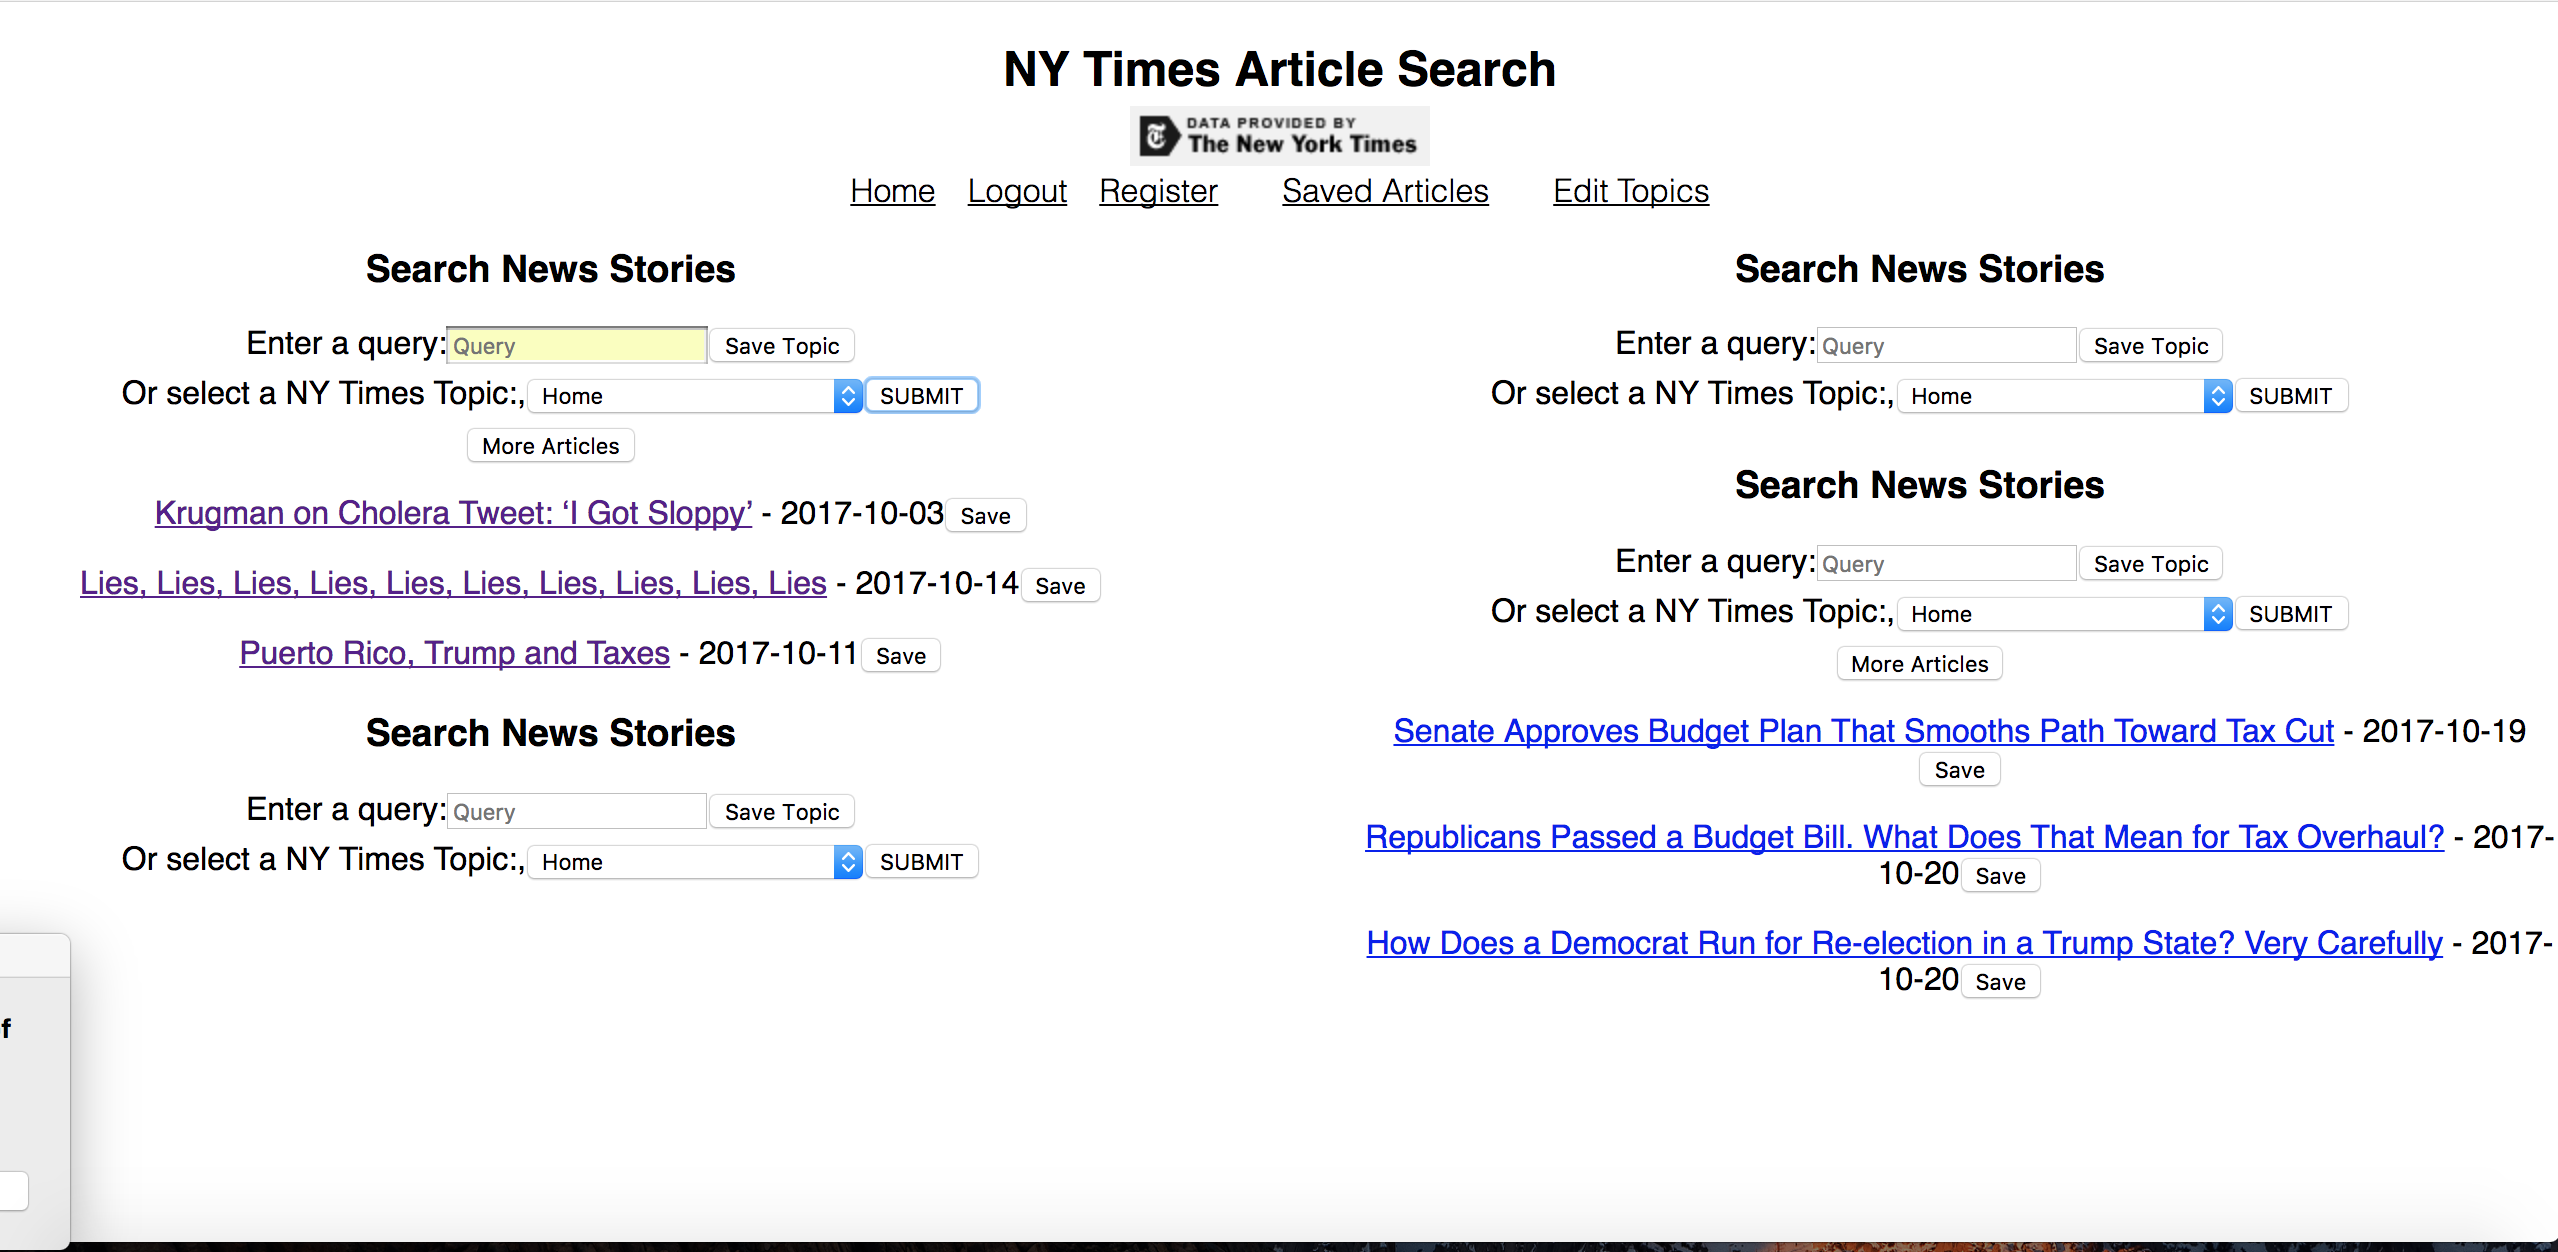 NY Times Article Search
DATA PROVIDED BY
The New York Times
Home Logout Register Saved Articles Edit Topics
Search News Stories
Enter a query: Query Save Topic
Or select a NY Times Topic:, Home SUBMIT
More Articles
Krugman on Cholera Tweet: ‘I Got Sloppy’ - 2017-10-03 Save
Lies, Lies, Lies, Lies, Lies, Lies, Lies, Lies, Lies, Lies - 2017-10-14 Save
Puerto Rico, Trump and Taxes - 2017-10-11 Save
Search News Stories
Enter a query: Query Save Topic
Or select a NY Times Topic:, Home SUBMIT
Search News Stories
Enter a query: Query Save Topic
Or select a NY Times Topic:, Home SUBMIT
Search News Stories
Enter a query: Query Save Topic
Or select a NY Times Topic:, Home SUBMIT
More Articles
Senate Approves Budget Plan That Smooths Path Toward Tax Cut - 2017-10-19
Save
Republicans Passed a Budget Bill. What Does That Mean for Tax Overhaul? - 2017-
10-20 Save
How Does a Democrat Run for Re-election in a Trump State? Very Carefully - 2017-
10-20 Save
f